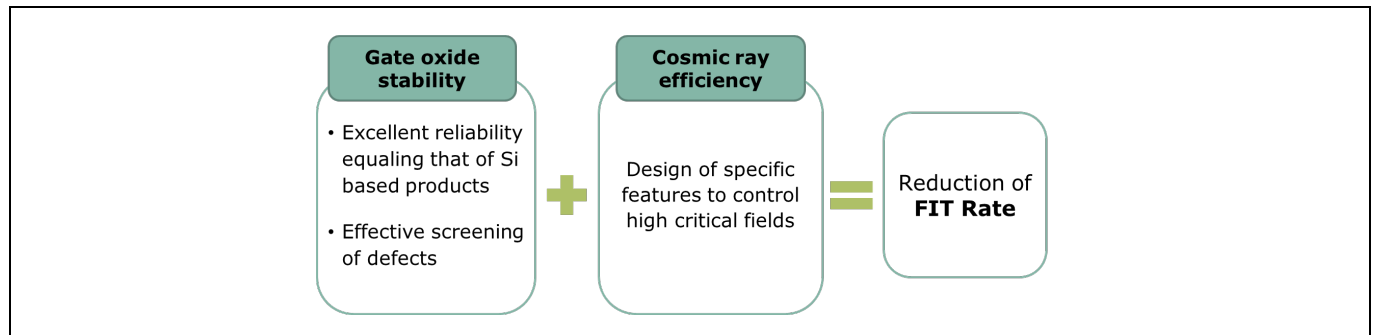 Gate oxide
stability
• Excellent reliability
equaling that of Si
based products
• Effective screening
of defects
Cosmic ray
efficiency
Design of specific
features to control
high critical fields
Reduction of
FIT Rate